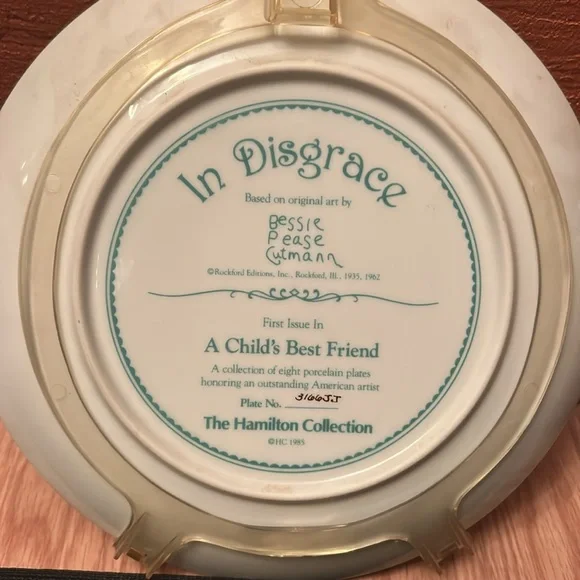 In Disgrace
Based on original art by
Bessie
Pease
Gutmann
©Rockford Editions, Inc., Rockford, Ill., 1935, 1962
First Issue In
A Child's Best Friend
A collection of eight porcelain plates
honoring an outstanding American artist
Plate No. 3166JJ
The Hamilton Collection
©HC 1985